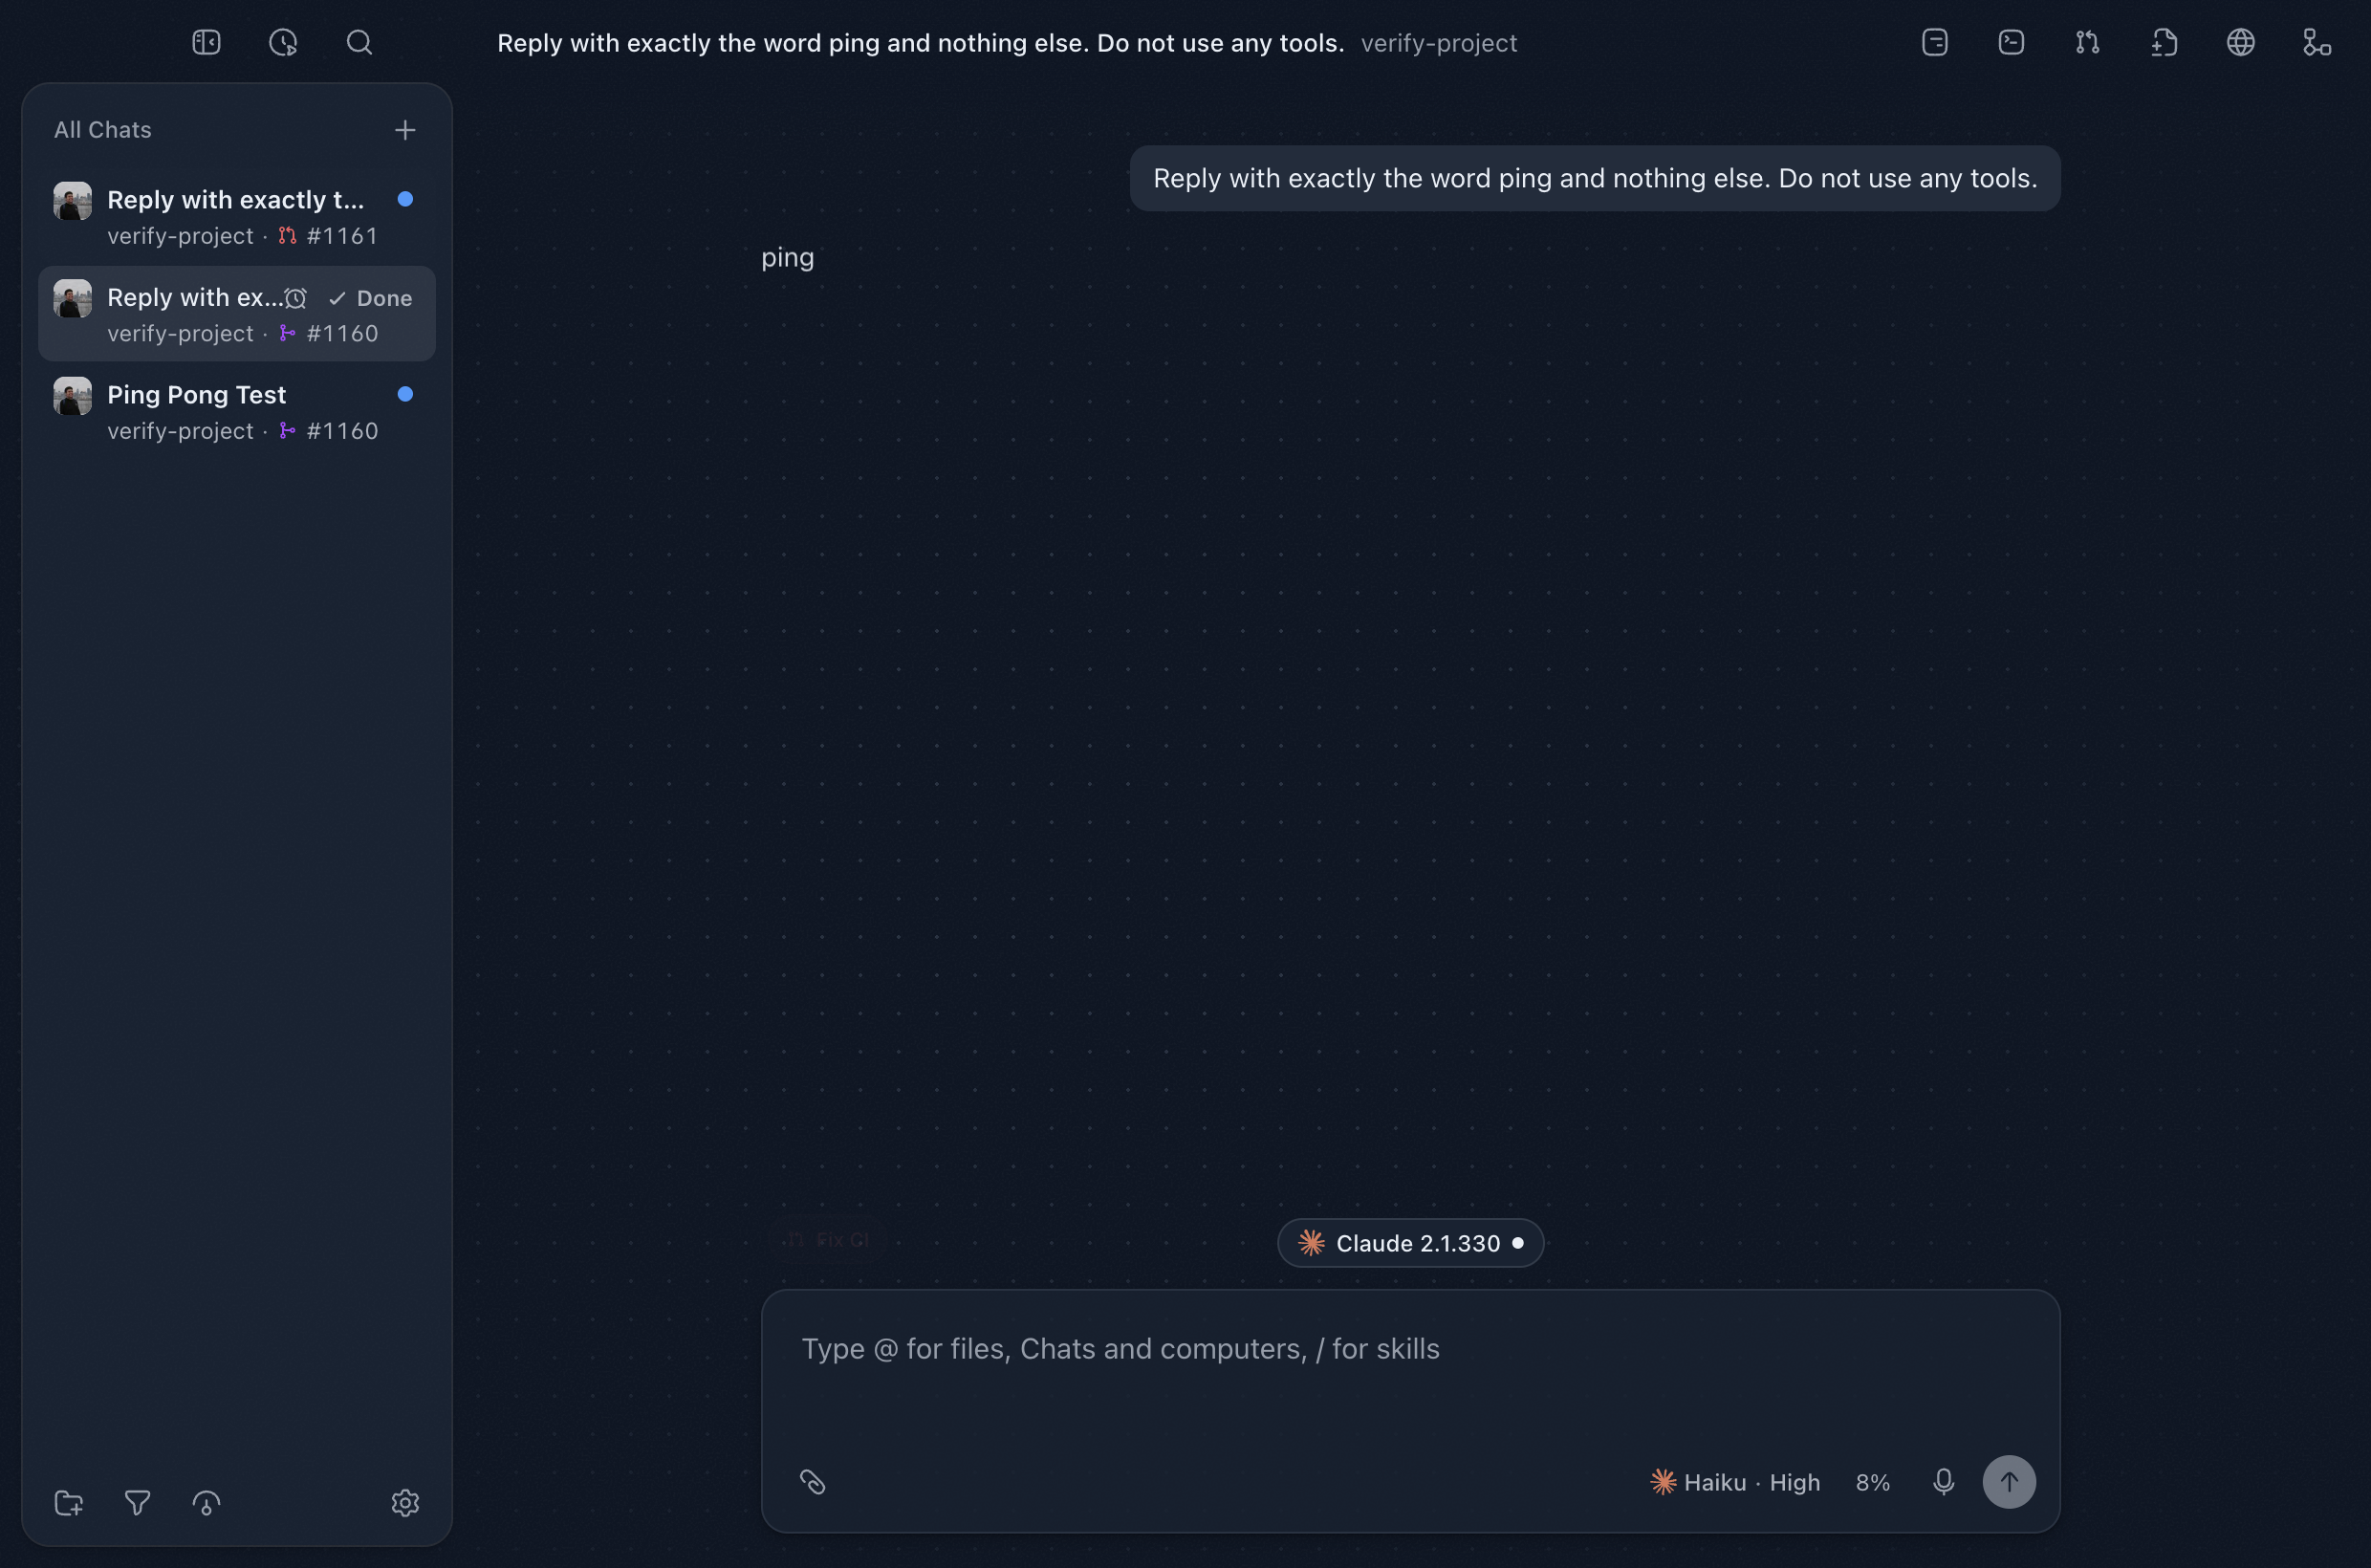 Reply with exactly the word ping and nothing else. Do not use any tools. verify-project
All Chats
Reply with exactly t...
verify-project · #1161
Reply with ex... Done
verify-project · #1160
Ping Pong Test
verify-project · #1160
Reply with exactly the word ping and nothing else. Do not use any tools.
ping
Fix CI
Claude 2.1.330
Type @ for files, Chats and computers, / for skills
Haiku · High 8%